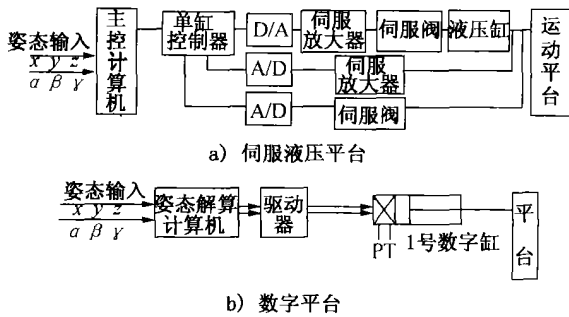 姿态输入
x y z
α β γ
主控计算机
单缸控制器
D/A
伺服放大器
伺服阀
液压缸
运动平台
A/D
伺服放大器
A/D
伺服阀
a) 伺服液压平台
姿态输入
x y z
α β γ
姿态解算计算机
驱动器
PT
1号数字缸
平台
b) 数字平台